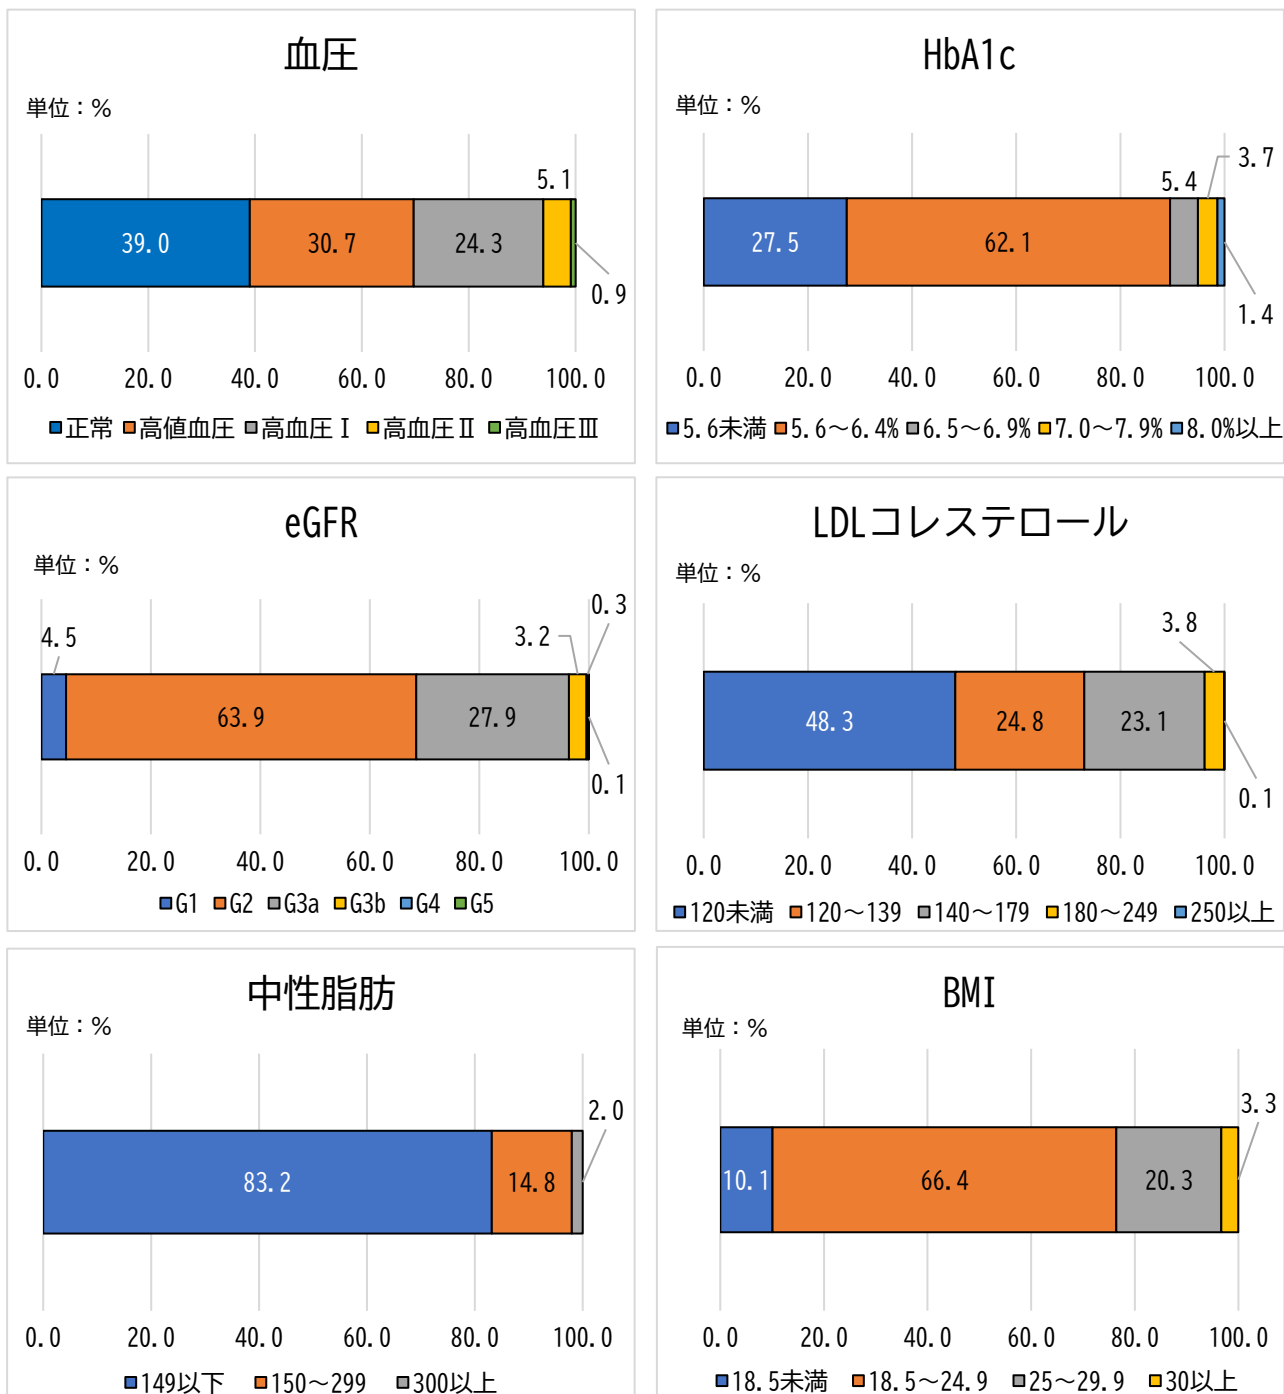 血圧
単位：%
5.1
39.0 30.7 24.3
0.9
0.0 20.0 40.0 60.0 80.0 100.0
正常 高値血圧 高血圧Ⅰ 高血圧Ⅱ 高血圧Ⅲ
HbA1c
単位：%
3.7
5.4
27.5 62.1
1.4
0.0 20.0 40.0 60.0 80.0 100.0
5.6未満 5.6～6.4% 6.5～6.9% 7.0～7.9% 8.0%以上
eGFR
単位：%
0.3
4.5 3.2
63.9 27.9
0.1
0.0 20.0 40.0 60.0 80.0 100.0
G1 G2 G3a G3b G4 G5
LDLコレステロール
単位：%
3.8
48.3 24.8 23.1
0.1
0.0 20.0 40.0 60.0 80.0 100.0
120未満 120～139 140～179 180～249 250以上
中性脂肪
単位：%
2.0
83.2 14.8
0.0 20.0 40.0 60.0 80.0 100.0
149以下 150～299 300以上
BMI
単位：%
3.3
10.1 66.4 20.3
0.0 20.0 40.0 60.0 80.0 100.0
18.5未満 18.5～24.9 25～29.9 30以上